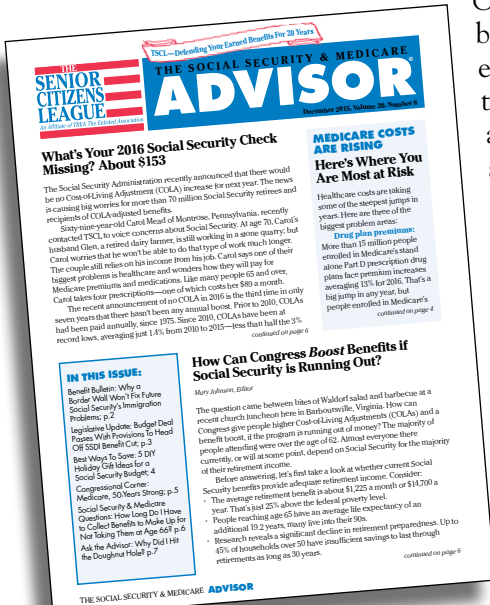 TSCL—Defending Your Earned Benefits For 20 Years
THE
SENIOR
CITIZENS
LEAGUE
An Affiliate of TREA The Enlisted Association
THE SOCIAL SECURITY & MEDICARE
ADVISOR
December 2015, Volume 20, Number 8
What's Your 2016 Social Security Check
Missing? About $153
The Social Security Administration recently announced that there would
be no Cost-of-Living Adjustment (COLA) increase for next year. The news
is causing big worries for more than 70 million Social Security retirees and
recipients of COLA-adjusted benefits.
Sixty-nine-year-old Carol Mead of Montrose, Pennsylvania, recently
contacted TSCL to voice concerns about Social Security. At age 70, Carol's
husband Glen, a retired dairy farmer, is still working in a stone quarry; but
Carol worries that he won't be able to do that type of work much longer.
The couple still relies on his income from his job. Carol says one of their
biggest problems is healthcare and wonders how they will pay for
Medicare premiums and medications. Like many people 65 and over,
Carol takes four prescriptions—one of which costs her $89 a month.
The recent announcement of no COLA in 2016 is the third time in only
seven years that there hasn't been any annual boost. Prior to 2010, COLAs
had been paid annually, since 1975. Since 2010, COLAs have been at
record lows, averaging just 1.4% from 2010 to 2015—less than half the 3%
continued on page 6
MEDICARE COSTS
ARE RISING
Here's Where You
Are Most at Risk
Healthcare costs are taking
some of the steepest jumps in
years. Here are three of the
biggest problem areas:
Drug plan premiums:
More than 15 million people
enrolled in Medicare's stand
alone Part D prescription drug
plans face premium increases
averaging 13% for 2016. That's a
big jump in any year, but
people enrolled in Medicare's
continued on page 4
IN THIS ISSUE:
Benefit Bulletin: Why a
Border Wall Won't Fix Future
Social Security's Immigration
Problems; p.2
Legislative Update: Budget Deal
Passes With Provisions To Head
Off SSDI Benefit Cut; p.3
Best Ways To Save: 5 DIY
Holiday Gift Ideas for a
Social Security Budget; 4
Congressional Corner:
Medicare, 50-Years Strong; p.5
Social Security & Medicare
Questions: How Long Do I Have
to Collect Benefits to Make Up for
Not Taking Them at Age 66? p.6
Ask the Advisor: Why Did I Hit
the Doughnut Hole? p.7
How Can Congress Boost Benefits if
Social Security is Running Out?
Mary Johnson, Editor
The question came between bites of Waldorf salad and barbecue at a
recent church luncheon here in Barboursville, Virginia. How can
Congress give people higher Cost-of-Living Adjustments (COLAs) and a
benefit boost, if the program is running out of money? The majority of
people attending were over the age of 62. Almost everyone there
currently, or will at some point, depend on Social Security for the majority
of their retirement income.
Before answering, let's first take a look at whether current Social
Security benefits provide adequate retirement income. Consider:
• The average retirement benefit is about $1,225 a month or $14,700 a
year. That's just 25% above the federal poverty level.
• People reaching age 65 have an average life expectancy of an
additional 19.2 years, many live into their 90s.
• Research reveals a significant decline in retirement preparedness. Up to
45% of households over 50 have insufficient savings to last through
retirements as long as 30 years.
continued on page 6
THE SOCIAL SECURITY & MEDICARE ADVISOR